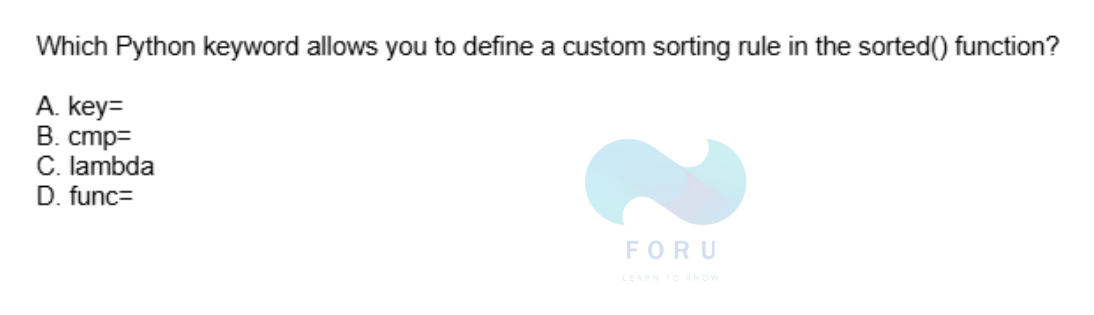 Which Python keyword allows you to define a custom sorting rule in the sorted() function?
A. key=
B. cmp=
C. lambda
D. func=
FORU
LEARN TO KNOW